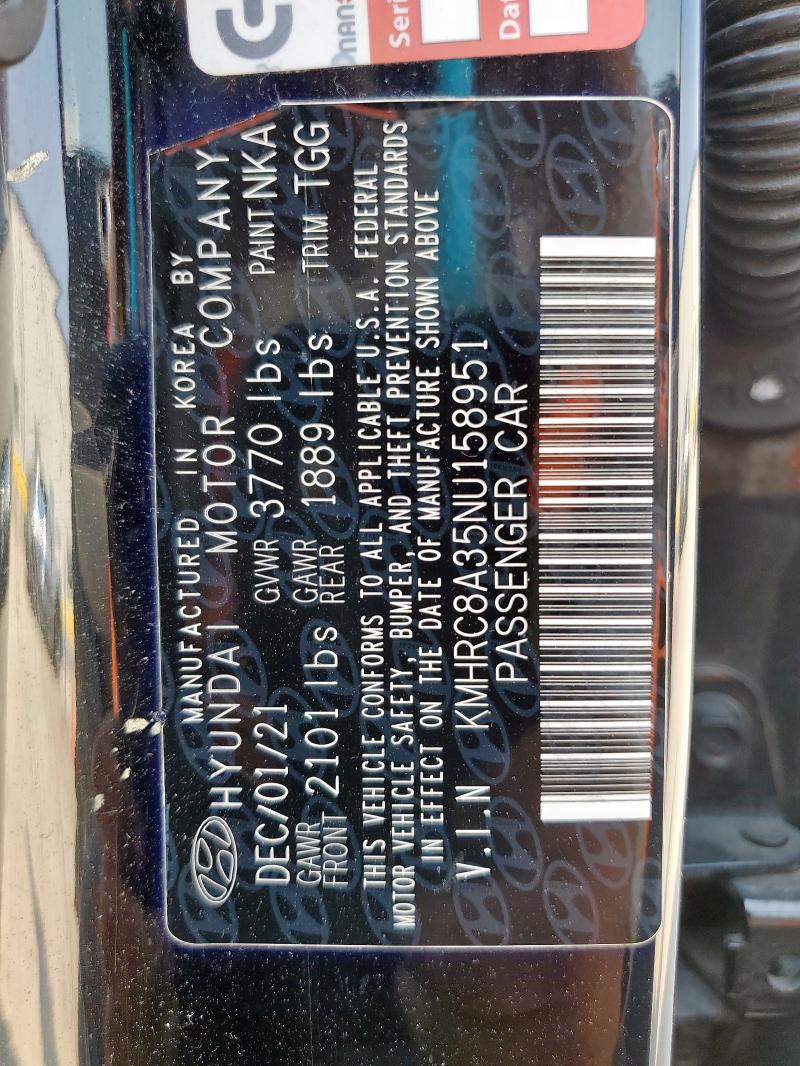 Seri
Dat
MANUFACTURED IN KOREA BY
HYUNDAI MOTOR COMPANY
DEC/01/21 GVWR 3770 lbs PAINT NKA
GAWR FRONT 2101 lbs GAWR REAR 1889 lbs TRIM TGG
THIS VEHICLE CONFORMS TO ALL APPLICABLE U.S.A. FEDERAL
MOTOR VEHICLE SAFETY, BUMPER, AND THEFT PREVENTION STANDARDS
IN EFFECT ON THE DATE OF MANUFACTURE SHOWN ABOVE
V.I.N KMHRC8A35NU158951
PASSENGER CAR